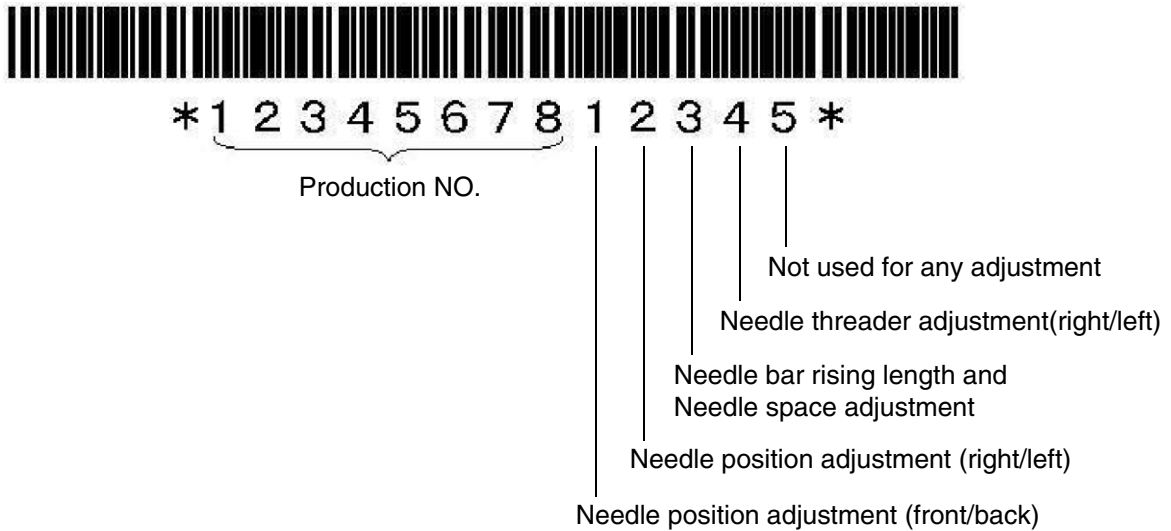 *1234567812345*
Production NO.
Not used for any adjustment
Needle threader adjustment(right/left)
Needle bar rising length and
Needle space adjustment
Needle position adjustment (right/left)
Needle position adjustment (front/back)